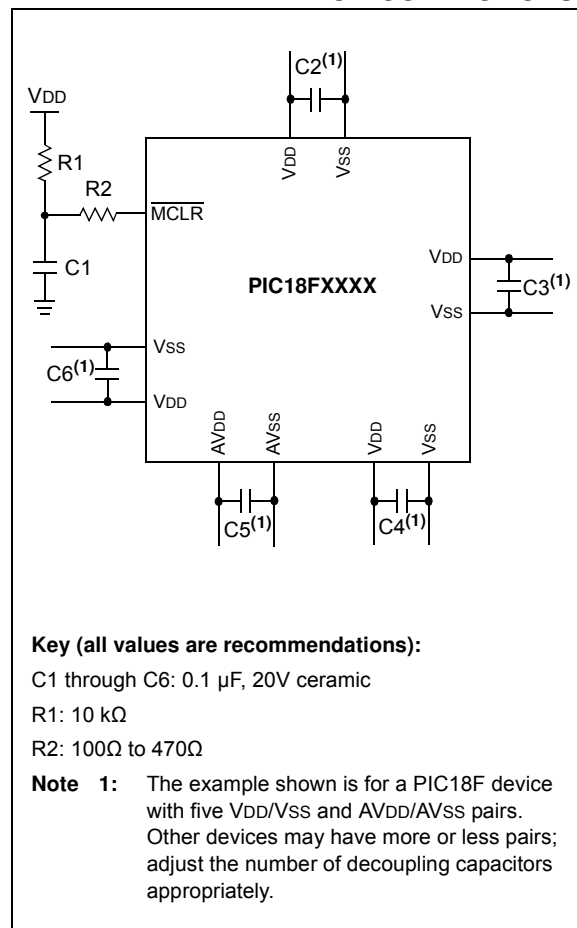 C2(1)
VDD
VDD
VSS
R1
R2
MCLR
C1
PIC18FXXXX
VDD
C3(1)
VSS
VSS
C6(1)
VDD
AVDD
AVSS
VDD
VSS
C5(1)
C4(1)
Key (all values are recommendations):
C1 through C6: 0.1 µF, 20V ceramic
R1: 10 kΩ
R2: 100Ω to 470Ω
Note 1: The example shown is for a PIC18F device
with five VDD/VSS and AVDD/AVSS pairs.
Other devices may have more or less pairs;
adjust the number of decoupling capacitors
appropriately.